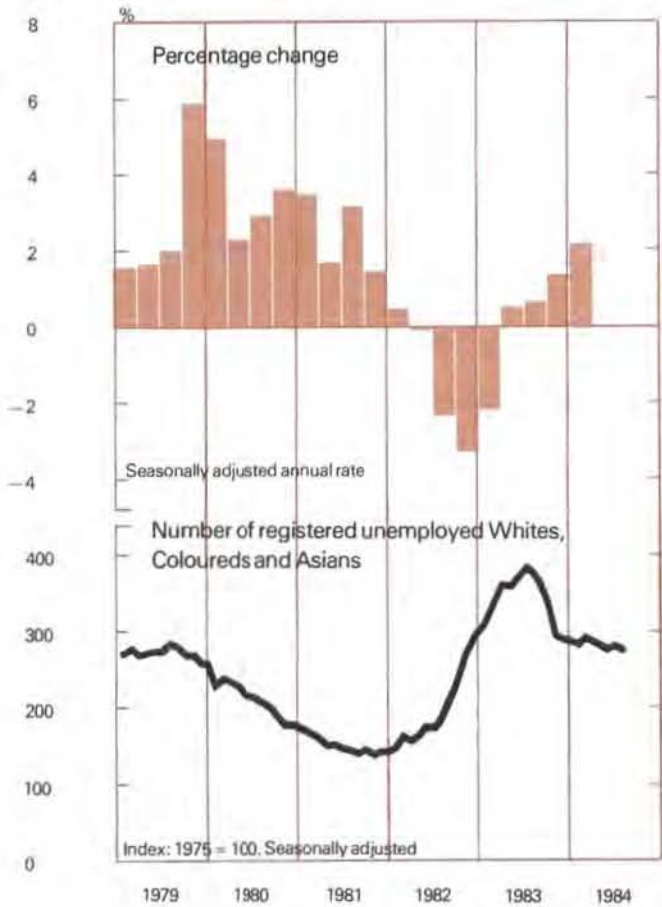 %
8
Percentage change
6
4
2
0
−2
Seasonally adjusted annual rate
−4
Number of registered unemployed Whites,
Coloureds and Asians
400
300
200
100
Index: 1975 = 100. Seasonally adjusted
0
1979 1980 1981 1982 1983 1984